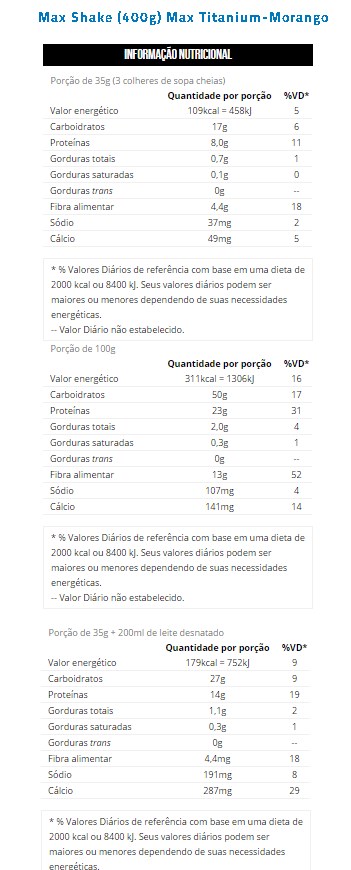 Max Shake (400g) Max Titanium-Morango
INFORMAÇÃO NUTRICIONAL
Porção de 35g (3 colheres de sopa cheias)
Quantidade por porção %VD*
Valor energético 109kcal = 458kJ 5
Carboidratos 17g 6
Proteínas 8,0g 11
Gorduras totais 0,7g 1
Gorduras saturadas 0,1g 0
Gorduras trans 0g --
Fibra alimentar 4,4g 18
Sódio 37mg 2
Cálcio 49mg 5
* % Valores Diários de referência com base em uma dieta de
2000 kcal ou 8400 kJ. Seus valores diários podem ser
maiores ou menores dependendo de suas necessidades
energéticas.
-- Valor Diário não estabelecido.
Porção de 100g
Quantidade por porção %VD*
Valor energético 311kcal = 1306kJ 16
Carboidratos 50g 17
Proteínas 23g 31
Gorduras totais 2,0g 4
Gorduras saturadas 0,3g 1
Gorduras trans 0g --
Fibra alimentar 13g 52
Sódio 107mg 4
Cálcio 141mg 14
* % Valores Diários de referência com base em uma dieta de
2000 kcal ou 8400 kJ. Seus valores diários podem ser
maiores ou menores dependendo de suas necessidades
energéticas.
-- Valor Diário não estabelecido.
Porção de 35g + 200ml de leite desnatado
Quantidade por porção %VD*
Valor energético 179kcal = 752kJ 9
Carboidratos 27g 9
Proteínas 14g 19
Gorduras totais 1,1g 2
Gorduras saturadas 0,3g 1
Gorduras trans 0g --
Fibra alimentar 4,4mg 18
Sódio 191mg 8
Cálcio 287mg 29
* % Valores Diários de referência com base em uma dieta de
2000 kcal ou 8400 kJ. Seus valores diários podem ser
maiores ou menores dependendo de suas necessidades
energéticas.